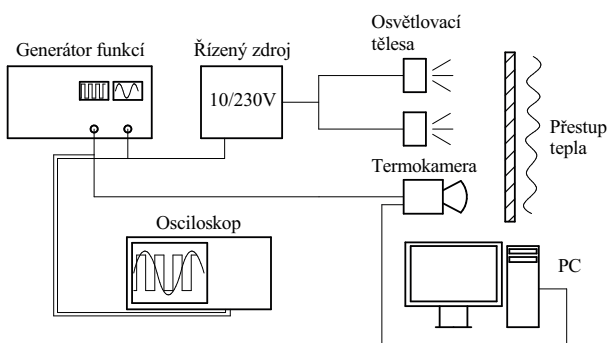 Osvětlovací
tělesa
Generátor funkcí
Řízený zdroj
10/230V
Přestup
tepla
Termokamera
Osciloskop
PC